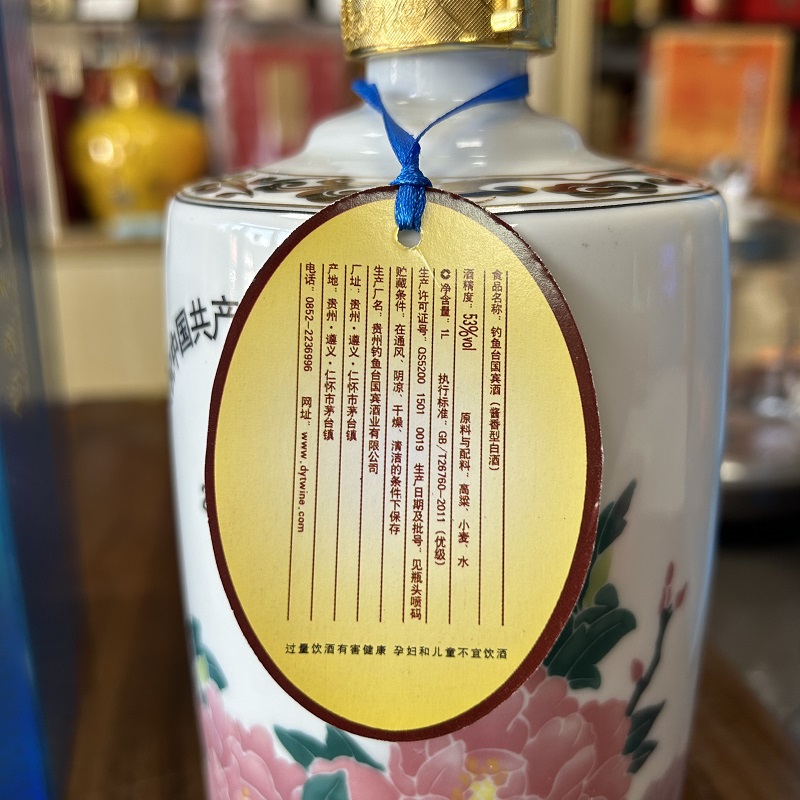 食品名称：钓鱼台国宾酒（酱香型白酒）
酒精度：53%vol 原料与配料：高粱、小麦、水
净含量：1L 执行标准：GB/T26760-2011（优级）
生产许可证号：QS5200 1501 0019 生产日期及批号：见瓶头喷码
贮藏条件：在通风、阴凉、干燥、清洁的条件下保存
生产厂名：贵州钓鱼台国宾酒业有限公司
厂址：贵州·遵义·仁怀市茅台镇
产地：贵州·遵义·仁怀市茅台镇
电话：0852-2236996 网址：www.dytwine.com
过量饮酒有害健康 孕妇和儿童不宜饮酒
中国共产